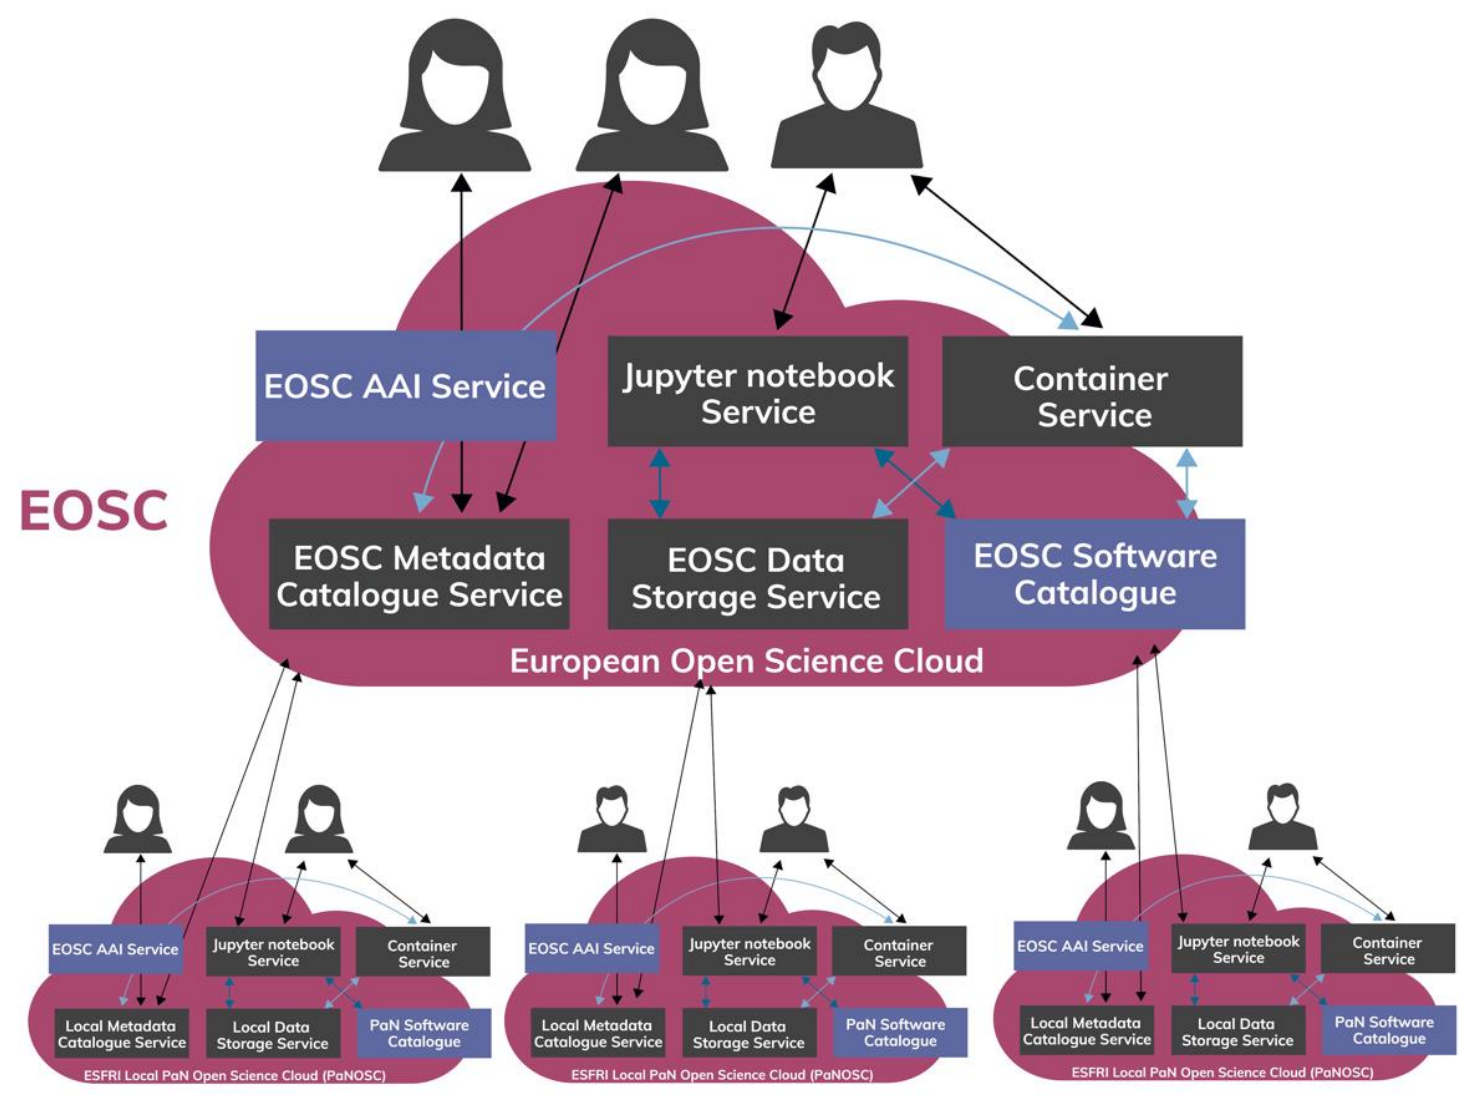 EOSC AAI Service
Jupyter notebook
Service
Container
Service
EOSC
EOSC Metadata
Catalogue Service
EOSC Data
Storage Service
EOSC Software
Catalogue
European Open Science Cloud
EOSC AAI Service
Jupyter notebook
Service
Container
Service
Local Metadata
Catalogue Service
Local Data
Storage Service
PaN Software
Catalogue
ESFRI Local PaN Open Science Cloud (PaNOSC)
EOSC AAI Service
Jupyter notebook
Service
Container
Service
Local Metadata
Catalogue Service
Local Data
Storage Service
PaN Software
Catalogue
ESFRI Local PaN Open Science Cloud (PaNOSC)
EOSC AAI Service
Jupyter notebook
Service
Container
Service
Local Metadata
Catalogue Service
Local Data
Storage Service
PaN Software
Catalogue
ESFRI Local PaN Open Science Cloud (PaNOSC)